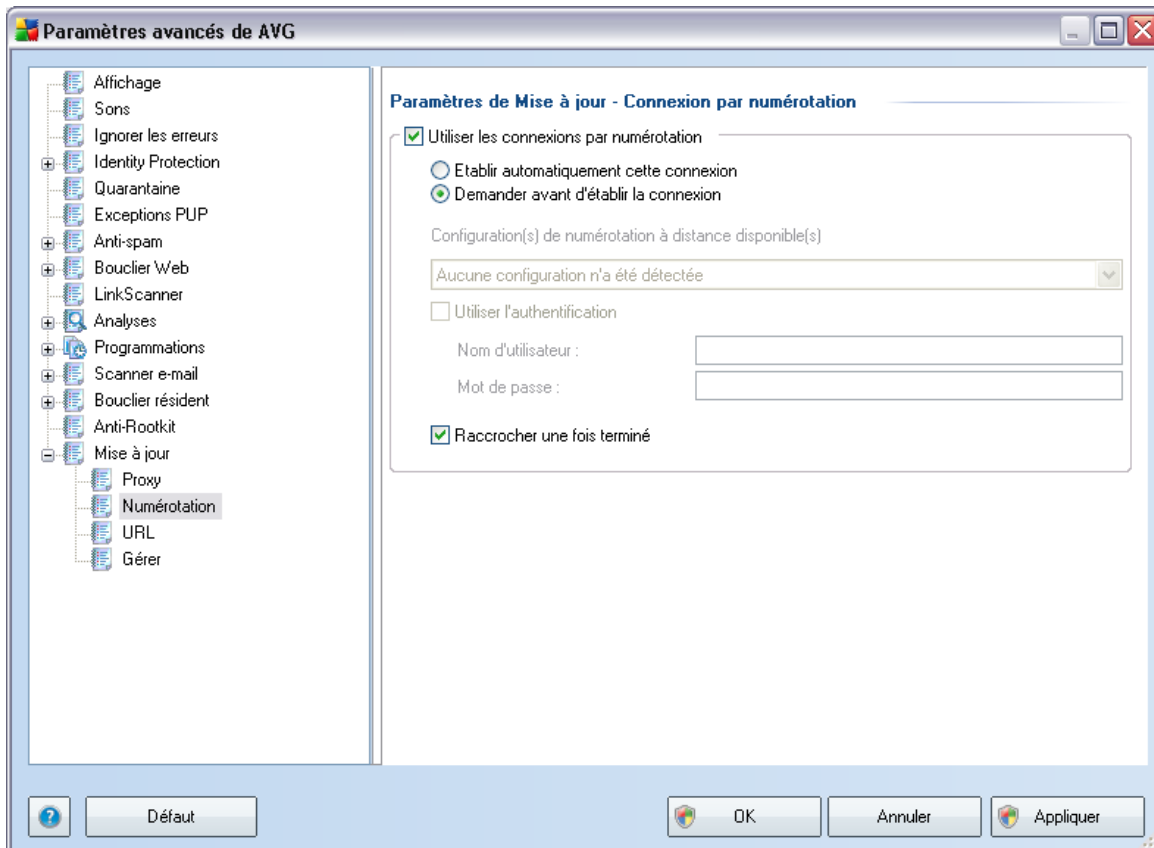 Paramètres avancés de AVG
Affichage
Sons
Ignorer les erreurs
Identity Protection
Quarantaine
Exceptions PUP
Anti-spam
Bouclier Web
LinkScanner
Analyses
Programmations
Scanner e-mail
Bouclier résident
Anti-Rootkit
Mise à jour
Proxy
Numérotation
URL
Gérer
Paramètres de Mise à jour - Connexion par numérotation
Utiliser les connexions par numérotation
Etablir automatiquement cette connexion
Demander avant d'établir la connexion
Configuration(s) de numérotation à distance disponible(s)
Aucune configuration n'a été détectée
Utiliser l'authentification
Nom d'utilisateur :
Mot de passe :
Raccrocher une fois terminé
?
Défaut
OK
Annuler
Appliquer